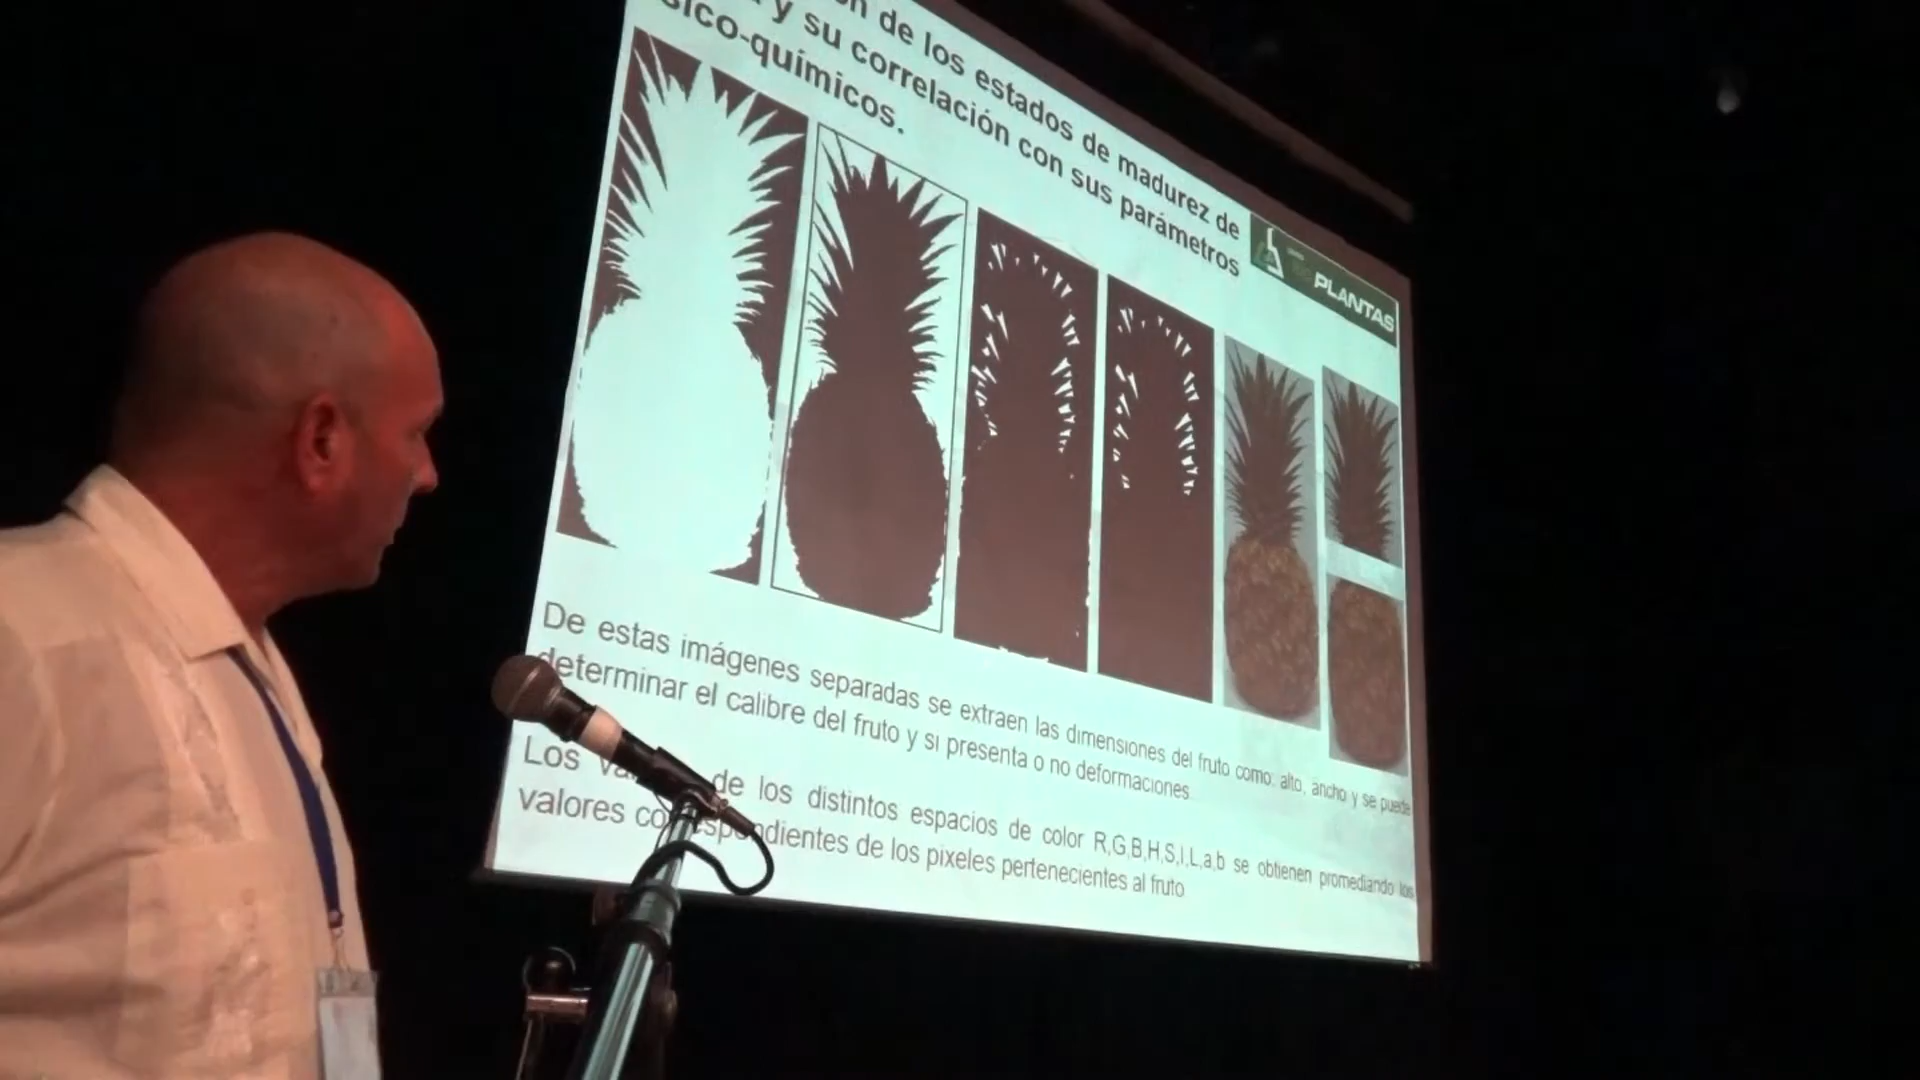 de los estados de madurez de
y su correlación con sus parámetros
sico-químicos.
PLANTAS
De estas imágenes separadas se extraen las dimensiones del fruto como: alto, ancho y se puede
determinar el calibre del fruto y si presenta o no deformaciones
Los de los distintos espacios de color R,G,B,H,S,I,L,a,b se obtienen promediando los
valores correspondientes de los pixeles pertenecientes al fruto